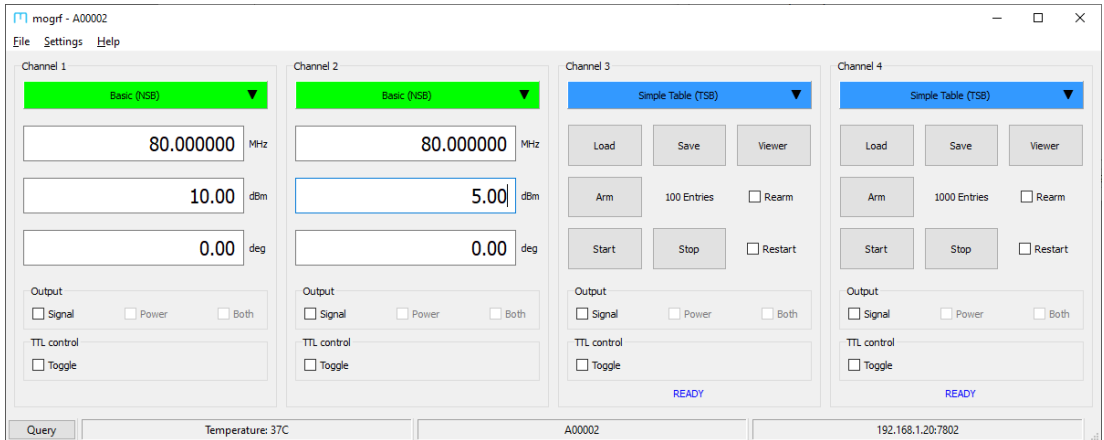 mogrf - A00002
File Settings Help
Channel 1
Basic (NSB)
80.000000 MHz
10.00 dBm
0.00 deg
Output
Signal Power Both
TTL control
Toggle
Channel 2
Basic (NSB)
80.000000 MHz
5.00 dBm
0.00 deg
Output
Signal Power Both
TTL control
Toggle
Channel 3
Simple Table (TSB)
Load Save Viewer
Arm 100 Entries Rearm
Start Stop Restart
Output
Signal Power Both
TTL control
Toggle
READY
Channel 4
Simple Table (TSB)
Load Save Viewer
Arm 1000 Entries Rearm
Start Stop Restart
Output
Signal Power Both
TTL control
Toggle
READY
Query Temperature: 37C A00002 192.168.1.20:7802